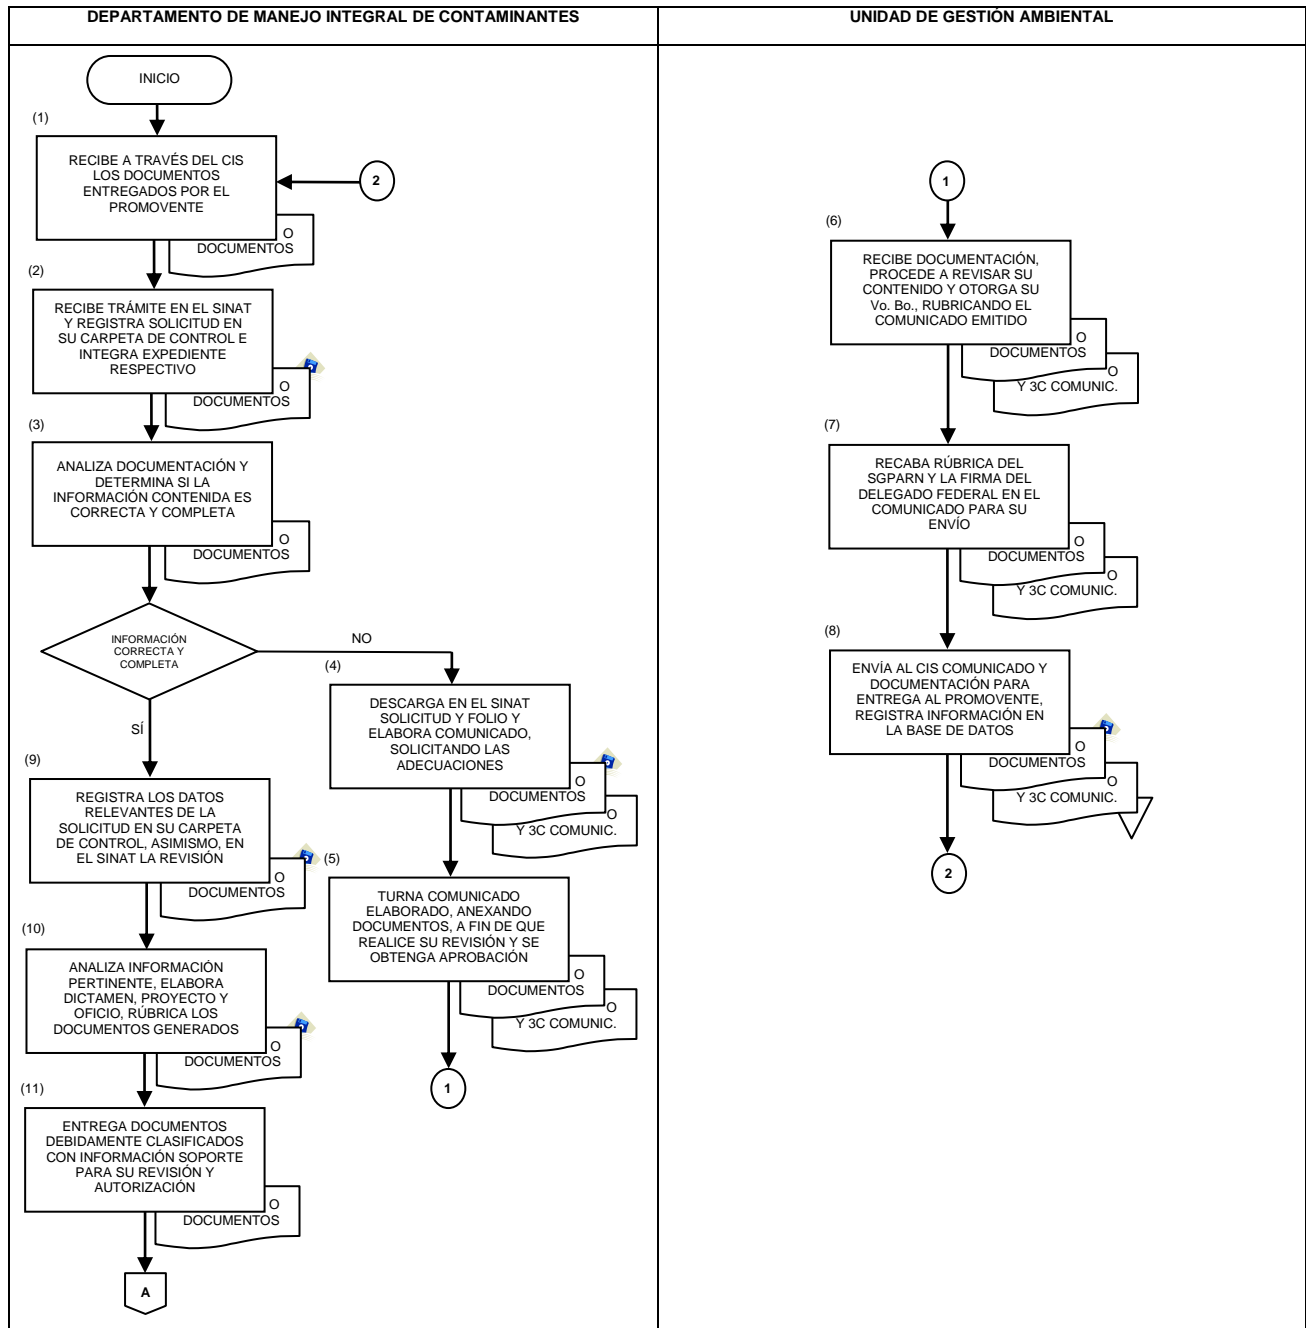 DEPARTAMENTO DE MANEJO INTEGRAL DE CONTAMINANTES
UNIDAD DE GESTIÓN AMBIENTAL
INICIO
(1)
RECIBE A TRAVÉS DEL CIS
LOS DOCUMENTOS
ENTREGADOS POR EL
PROMOVENTE
2
O
DOCUMENTOS
(2)
RECIBE TRÁMITE EN EL SINAT
Y REGISTRA SOLICITUD EN
SU CARPETA DE CONTROL E
INTEGRA EXPEDIENTE
RESPECTIVO
O
DOCUMENTOS
(3)
ANALIZA DOCUMENTACIÓN Y
DETERMINA SI LA
INFORMACIÓN CONTENIDA ES
CORRECTA Y COMPLETA
O
DOCUMENTOS
INFORMACIÓN
CORRECTA Y
COMPLETA
NO
SÍ
(4)
DESCARGA EN EL SINAT
SOLICITUD Y FOLIO Y
ELABORA COMUNICADO,
SOLICITANDO LAS
ADECUACIONES
O
DOCUMENTOS
O
Y 3C COMUNIC.
(5)
TURNA COMUNICADO
ELABORADO, ANEXANDO
DOCUMENTOS, A FIN DE QUE
REALICE SU REVISIÓN Y SE
OBTENGA APROBACIÓN
O
DOCUMENTOS
O
Y 3C COMUNIC.
1
(9)
REGISTRA LOS DATOS
RELEVANTES DE LA
SOLICITUD EN SU CARPETA
DE CONTROL, ASIMISMO, EN
EL SINAT LA REVISIÓN
O
DOCUMENTOS
(10)
ANALIZA INFORMACIÓN
PERTINENTE, ELABORA
DICTAMEN, PROYECTO Y
OFICIO, RÚBRICA LOS
DOCUMENTOS GENERADOS
O
DOCUMENTOS
(11)
ENTREGA DOCUMENTOS
DEBIDAMENTE CLASIFICADOS
CON INFORMACIÓN SOPORTE
PARA SU REVISIÓN Y
AUTORIZACIÓN
O
DOCUMENTOS
A
1
(6)
RECIBE DOCUMENTACIÓN,
PROCEDE A REVISAR SU
CONTENIDO Y OTORGA SU
Vo. Bo., RUBRICANDO EL
COMUNICADO EMITIDO
O
DOCUMENTOS
O
Y 3C COMUNIC.
(7)
RECABA RÚBRICA DEL
SGPARN Y LA FIRMA DEL
DELEGADO FEDERAL EN EL
COMUNICADO PARA SU
ENVÍO
O
DOCUMENTOS
O
Y 3C COMUNIC.
(8)
ENVÍA AL CIS COMUNICADO Y
DOCUMENTACIÓN PARA
ENTREGA AL PROMOVENTE,
REGISTRA INFORMACIÓN EN
LA BASE DE DATOS
O
DOCUMENTOS
O
Y 3C COMUNIC.
2